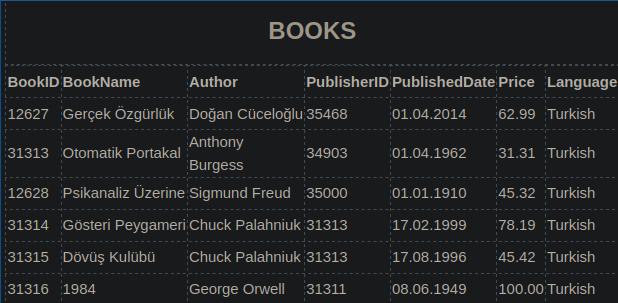 BOOKS
BookID BookName Author PublisherID PublishedDate Price Language
12627 Gerçek Özgürlük Doğan Cüceloğlu 35468 01.04.2014 62.99 Turkish
31313 Otomatik Portakal Anthony Burgess 34903 01.04.1962 31.31 Turkish
12628 Psikanaliz Üzerine Sigmund Freud 35000 01.01.1910 45.32 Turkish
31314 Gösteri Peygameri Chuck Palahniuk 31313 17.02.1999 78.19 Turkish
31315 Dövüş Kulübü Chuck Palahniuk 31313 17.08.1996 45.42 Turkish
31316 1984 George Orwell 31311 08.06.1949 100.00 Turkish